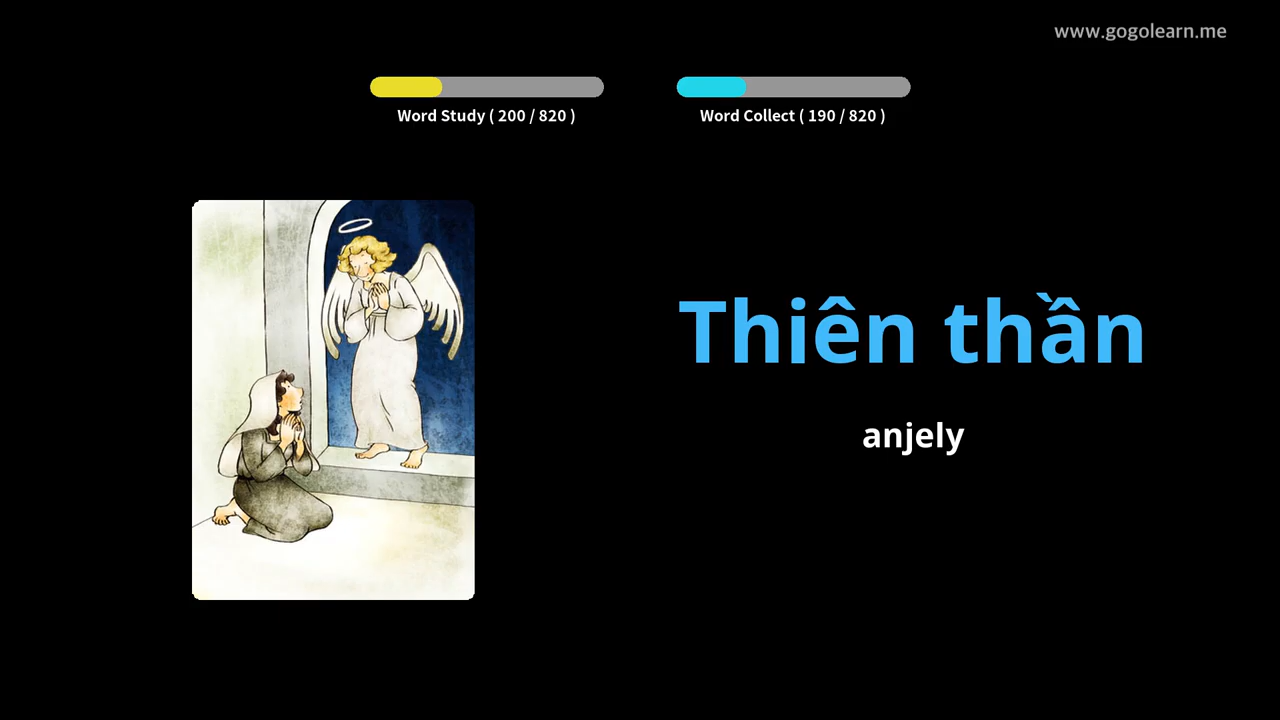 www.gogolearn.me
Word Study ( 200 / 820 )
Word Collect ( 190 / 820 )
Thiên thần
anjely